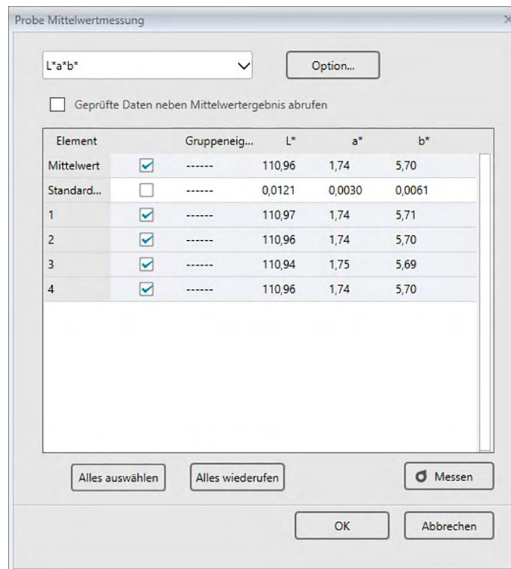 Probe Mittelwertmessung
L*a*b*
Option...
Geprüfte Daten neben Mittelwertergebnis abrufen
Element Gruppeneig... L* a* b*
Mittelwert ------ 110,96 1,74 5,70
Standard... ------ 0,0121 0,0030 0,0061
1 ------ 110,97 1,74 5,71
2 ------ 110,96 1,74 5,70
3 ------ 110,94 1,75 5,69
4 ------ 110,96 1,74 5,70
Alles auswählen Alles wiederufen Messen
OK Abbrechen